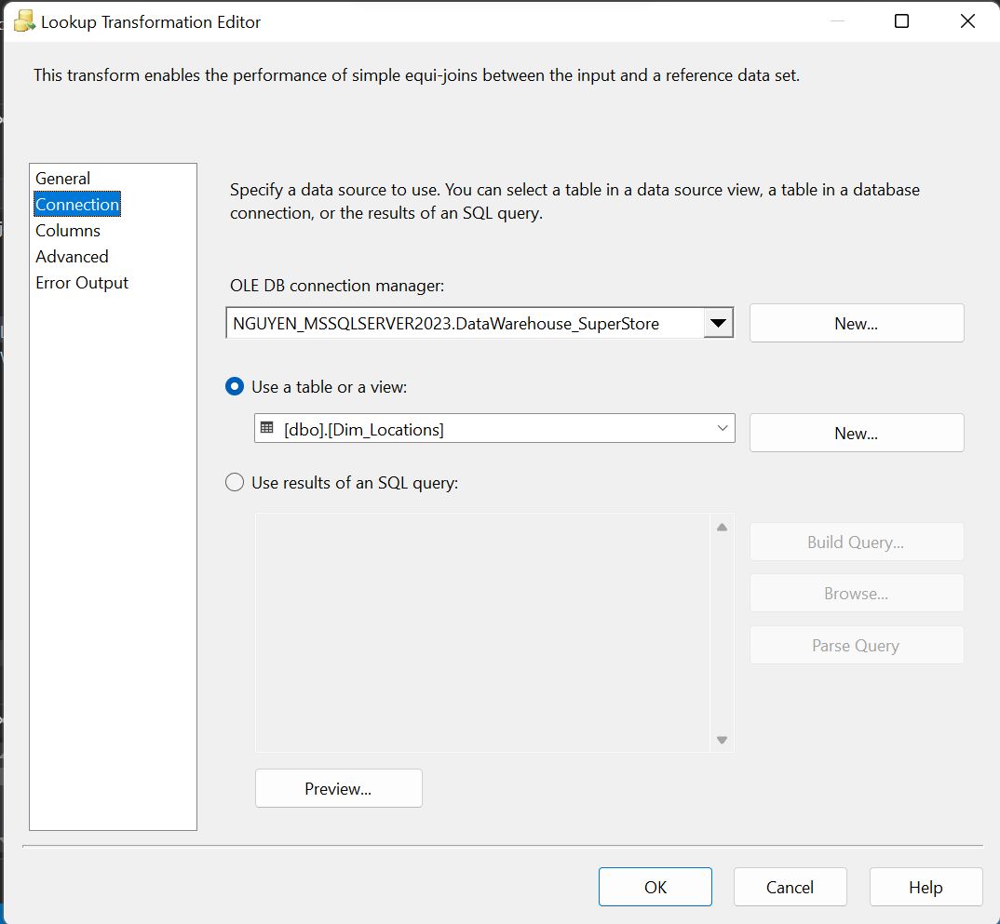 Lookup Transformation Editor
This transform enables the performance of simple equi-joins between the input and a reference data set.
General
Connection
Columns
Advanced
Error Output
Specify a data source to use. You can select a table in a data source view, a table in a database
connection, or the results of an SQL query.
OLE DB connection manager:
NGUYEN_MSSQLSERVER2023.DataWarehouse_SuperStore
New...
Use a table or a view:
[dbo].[Dim_Locations]
New...
Use results of an SQL query:
Build Query...
Browse...
Parse Query
Preview...
OK
Cancel
Help